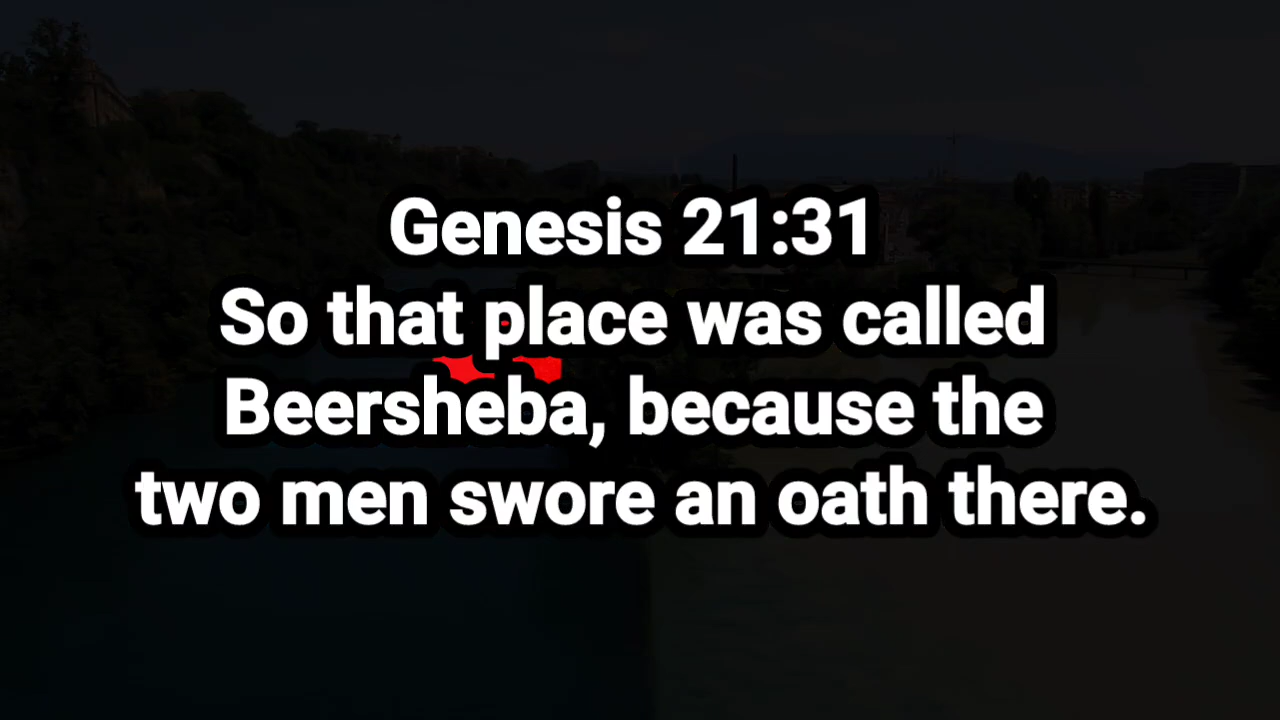 Genesis 21:31
So that place was called
Beersheba, because the
two men swore an oath there.